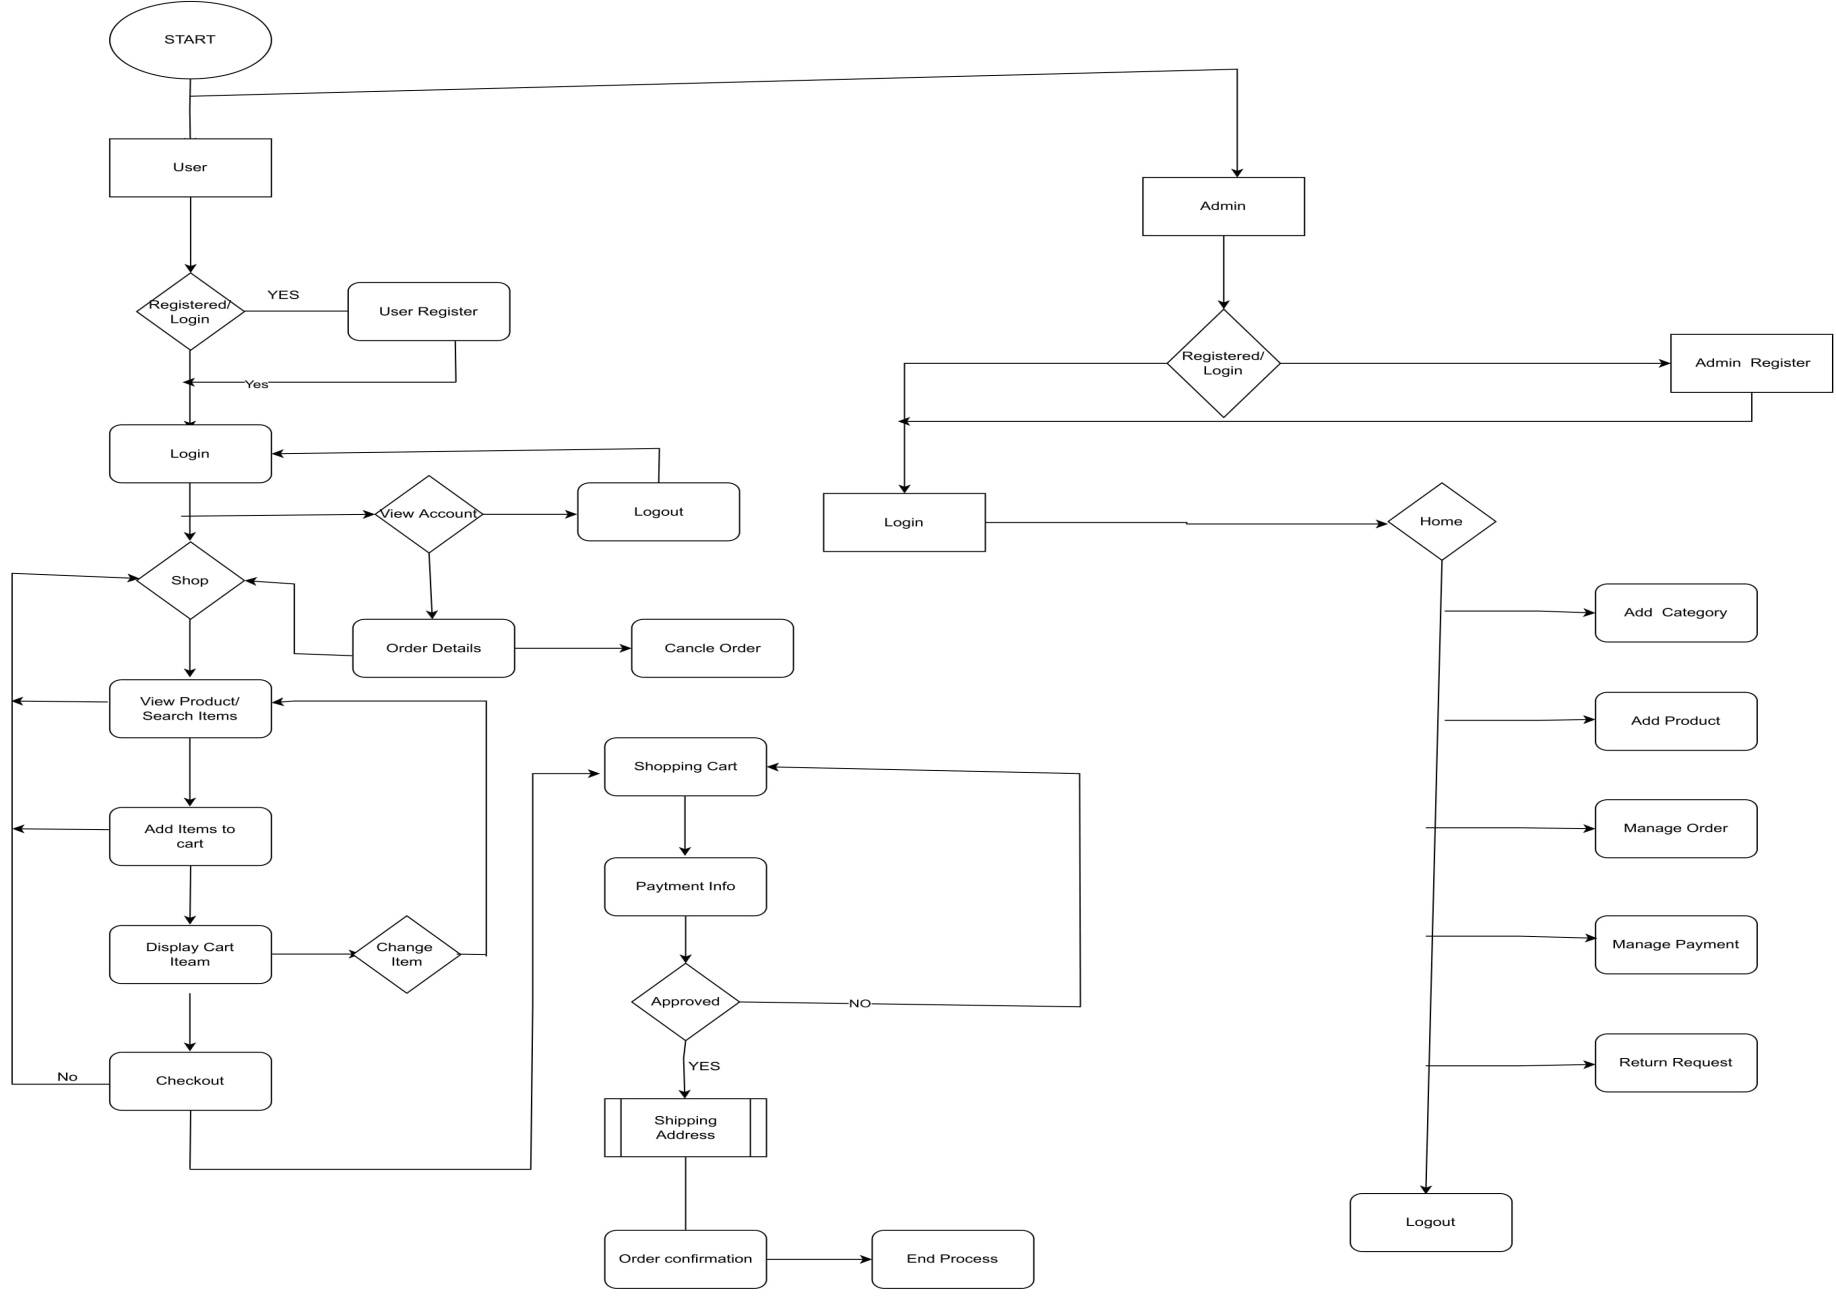 START
User
Admin
Registered/
Login
YES
User Register
Yes
Registered/
Login
Admin  Register
Login
View Account
Logout
Login
Home
Shop
Order Details
Cancle Order
Add  Category
View Product/
Search Items
Add Product
Shopping Cart
Add Items to
cart
Manage Order
Paytment Info
Display Cart
Iteam
Change
Item
Manage Payment
Approved
NO
No
Checkout
YES
Return Request
Shipping
Address
Logout
Order confirmation
End Process